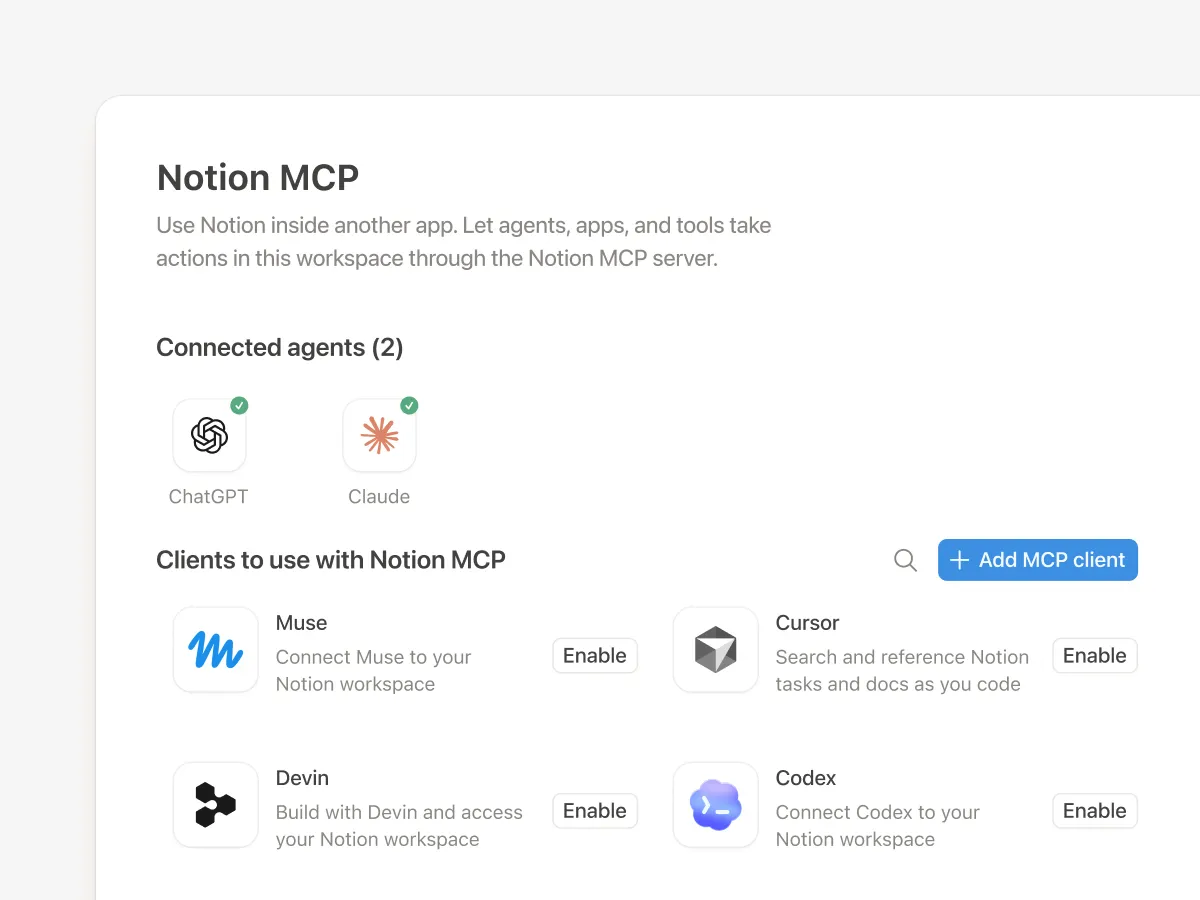 Notion MCP
Use Notion inside another app. Let agents, apps, and tools take
actions in this workspace through the Notion MCP server.
Connected agents (2)
ChatGPT
Claude
Clients to use with Notion MCP
Add MCP client
Muse
Connect Muse to your
Notion workspace
Enable
Cursor
Search and reference Notion
tasks and docs as you code
Enable
Devin
Build with Devin and access
your Notion workspace
Enable
Codex
Connect Codex to your
Notion workspace
Enable